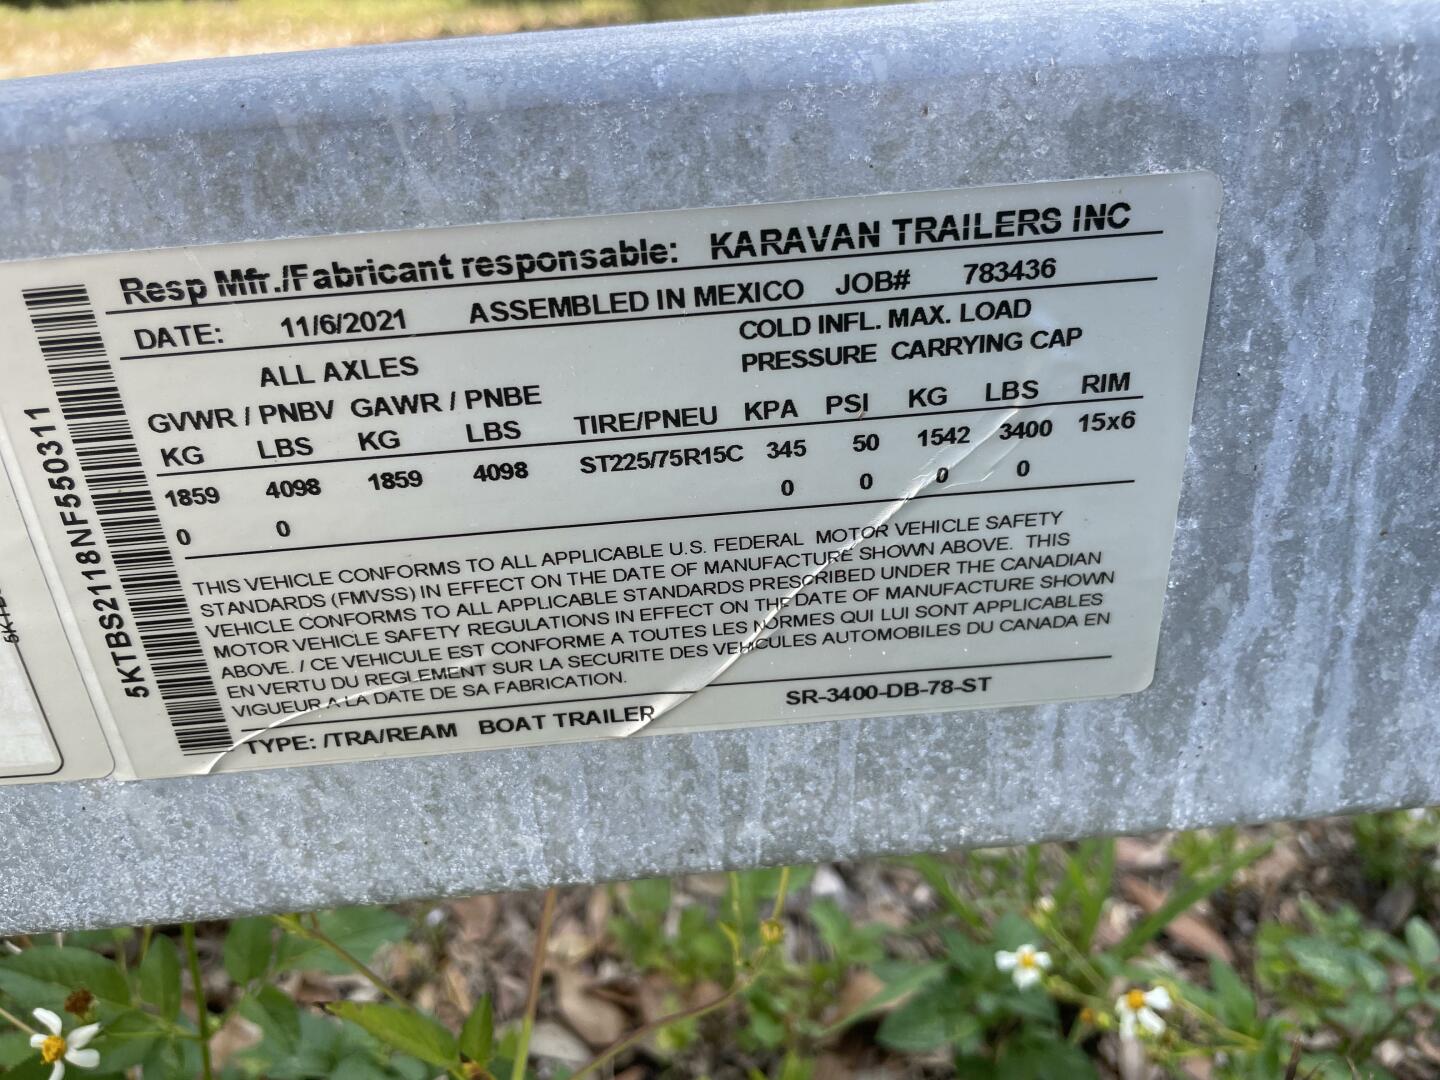 Resp Mfr./Fabricant responsable: KARAVAN TRAILERS INC
DATE: 11/6/2021 ASSEMBLED IN MEXICO JOB# 783436
ALL AXLES COLD INFL. MAX. LOAD
PRESSURE CARRYING CAP
GVWR / PNBV GAWR / PNBE TIRE/PNEU KPA PSI KG LBS RIM
KG LBS KG LBS
1859 4098 1859 4098 ST225/75R15C 345 50 1542 3400 15x6
0 0 0 0 0 0
THIS VEHICLE CONFORMS TO ALL APPLICABLE U.S. FEDERAL MOTOR VEHICLE SAFETY
STANDARDS (FMVSS) IN EFFECT ON THE DATE OF MANUFACTURE SHOWN ABOVE. THIS
VEHICLE CONFORMS TO ALL APPLICABLE STANDARDS PRESCRIBED UNDER THE CANADIAN
MOTOR VEHICLE SAFETY REGULATIONS IN EFFECT ON THE DATE OF MANUFACTURE SHOWN
ABOVE. / CE VEHICULE EST CONFORME A TOUTES LES NORMES QUI LUI SONT APPLICABLES
EN VERTU DU REGLEMENT SUR LA SECURITE DES VEHICULES AUTOMOBILES DU CANADA EN
VIGUEUR A LA DATE DE SA FABRICATION.
TYPE: /TRA/REAM BOAT TRAILER SR-3400-DB-78-ST
5KTBS2118NF550311